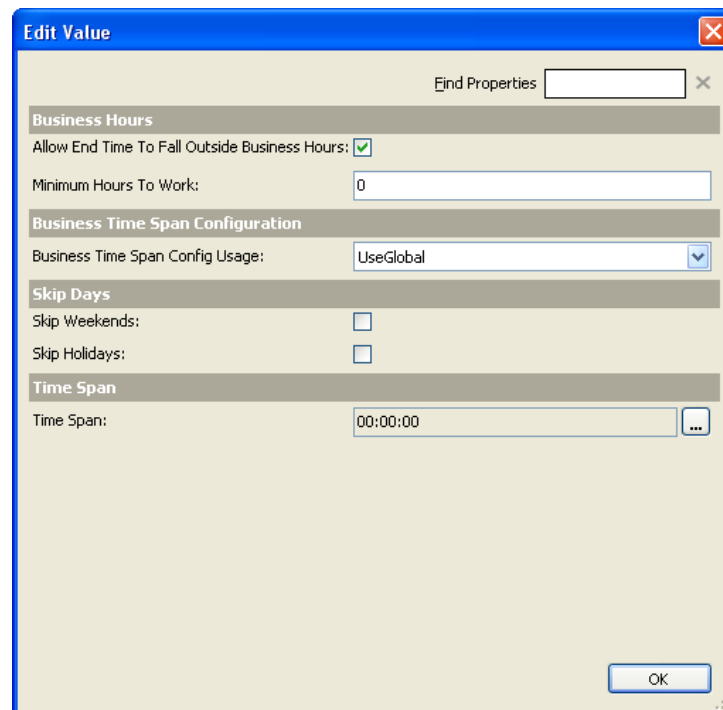 Edit Value
Find Properties
Business Hours
Allow End Time To Fall Outside Business Hours:
Minimum Hours To Work: 0
Business Time Span Configuration
Business Time Span Config Usage: UseGlobal
Skip Days
Skip Weekends:
Skip Holidays:
Time Span
Time Span: 00:00:00 ...
OK